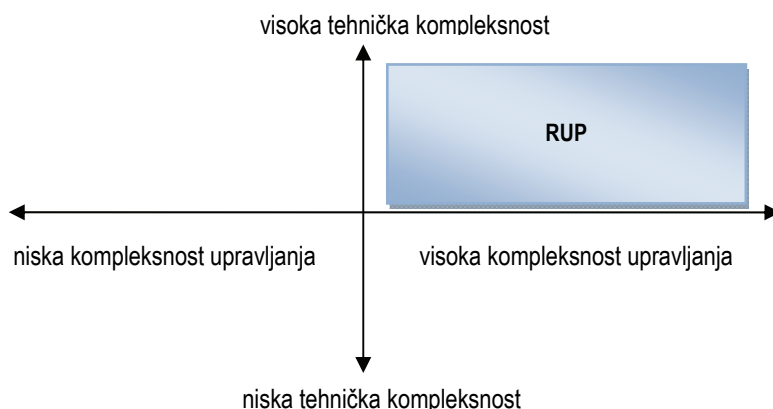 visoka tehnička kompleksnost
RUP
niska kompleksnost upravljanja
visoka kompleksnost upravljanja
niska tehnička kompleksnost